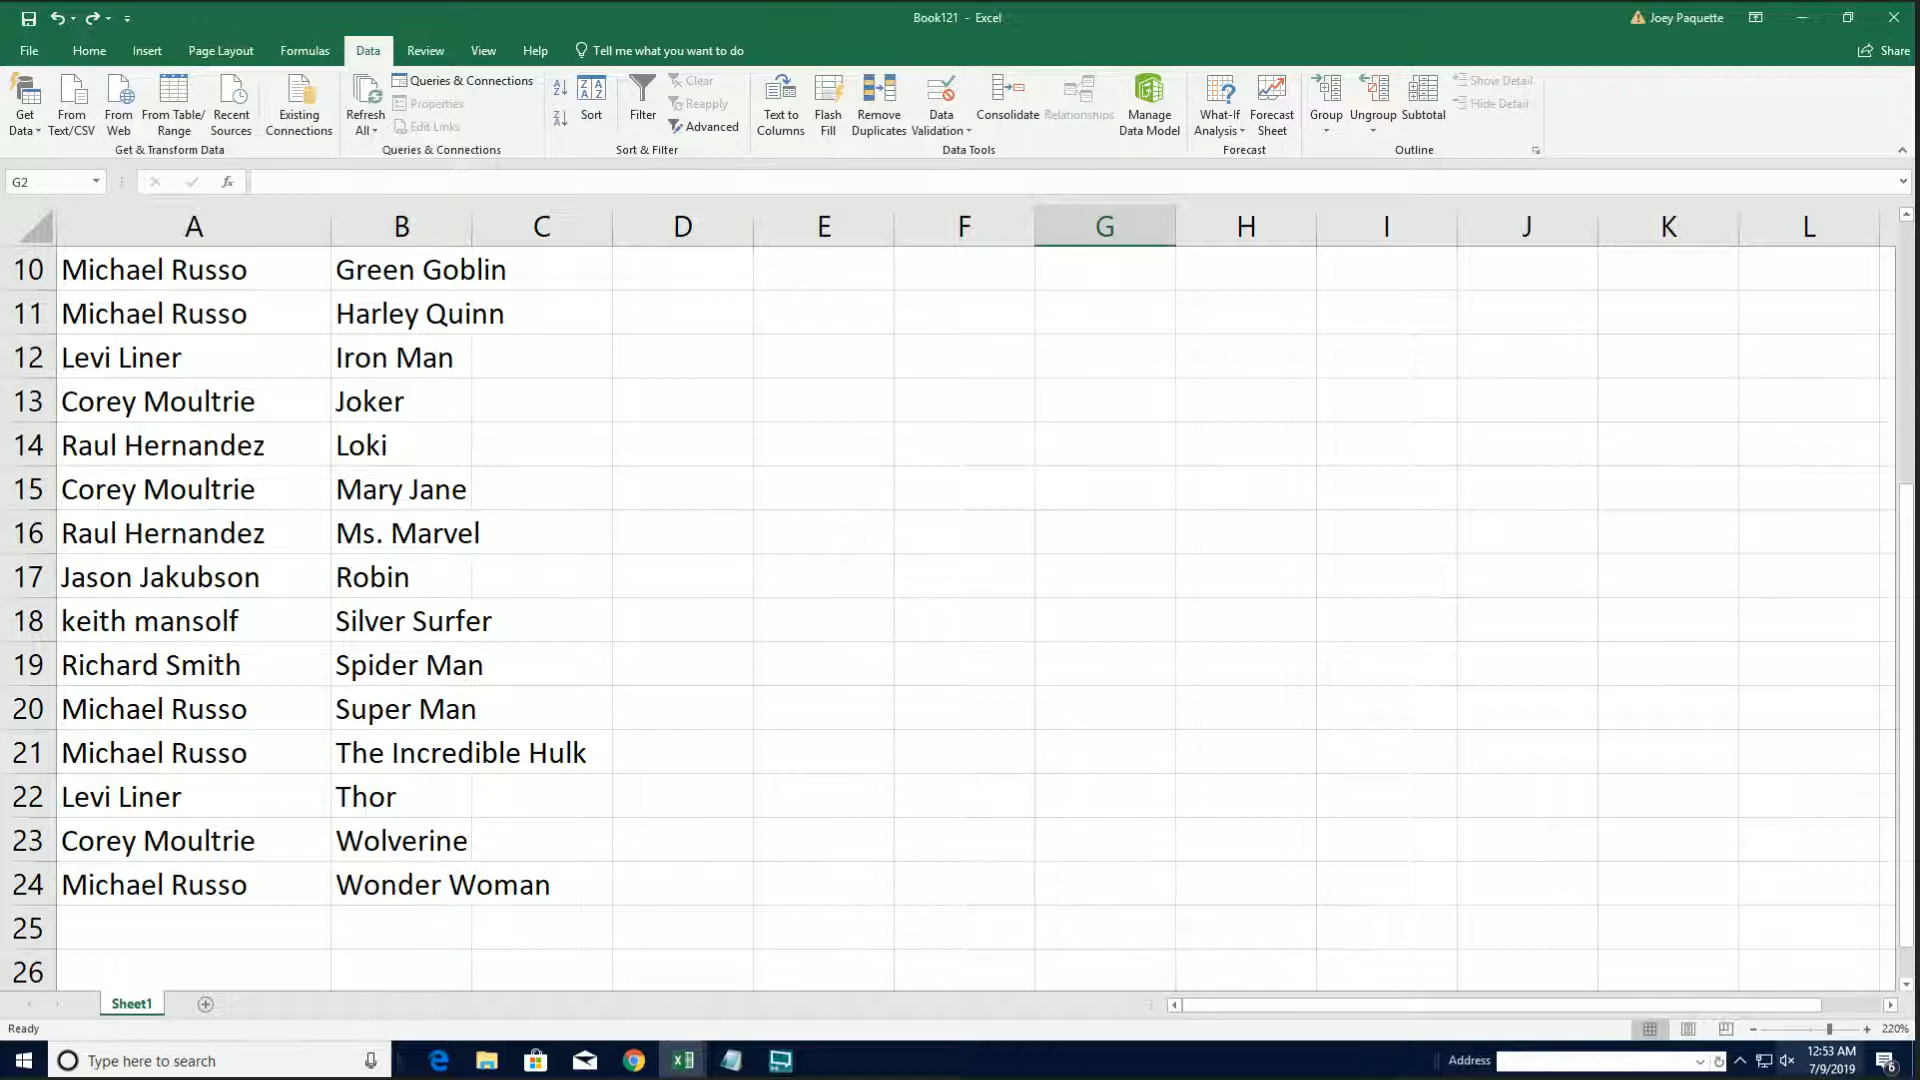 Book121 - Excel
Joey Paquette
File Home Insert Page Layout Formulas Data Review View Help Tell me what you want to do
Share
Get Data
From Text/CSV
From Web
From Table/ Range
Recent Sources
Existing Connections
Get & Transform Data
Refresh All
Queries & Connections
Properties
Edit Links
Queries & Connections
Sort
Filter
Clear
Reapply
Advanced
Sort & Filter
Text to Columns
Flash Fill
Remove Duplicates
Data Validation
Consolidate
Relationships
Manage Data Model
Data Tools
What-If Analysis
Forecast Sheet
Forecast
Group
Ungroup
Subtotal
Show Detail
Hide Detail
Outline
G2
fx
A B C D E F G H I J K L
10 Michael Russo Green Goblin
11 Michael Russo Harley Quinn
12 Levi Liner Iron Man
13 Corey Moultrie Joker
14 Raul Hernandez Loki
15 Corey Moultrie Mary Jane
16 Raul Hernandez Ms. Marvel
17 Jason Jakubson Robin
18 keith mansolf Silver Surfer
19 Richard Smith Spider Man
20 Michael Russo Super Man
21 Michael Russo The Incredible Hulk
22 Levi Liner Thor
23 Corey Moultrie Wolverine
24 Michael Russo Wonder Woman
25
26
Sheet1
Ready
220%
Type here to search
Address
12:53 AM
7/9/2019
6